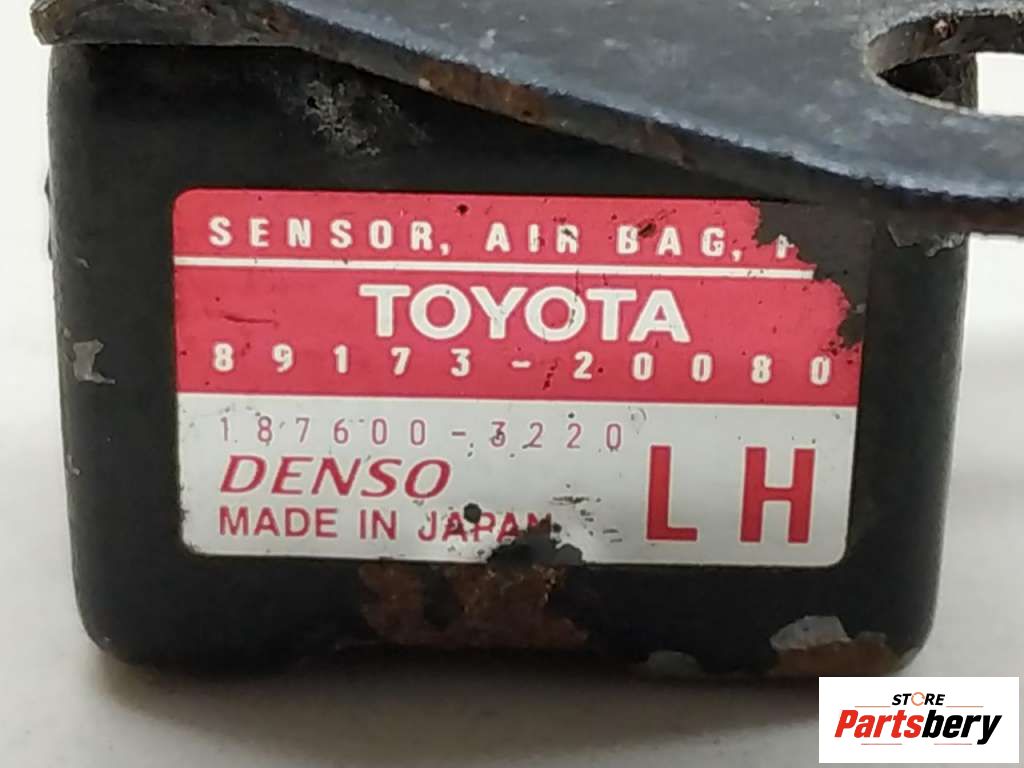 SENSOR, AIR BAG,
TOYOTA
89173-20080
187600-3220
DENSO
LH
MADE IN JAPAN
STORE
Partsbery